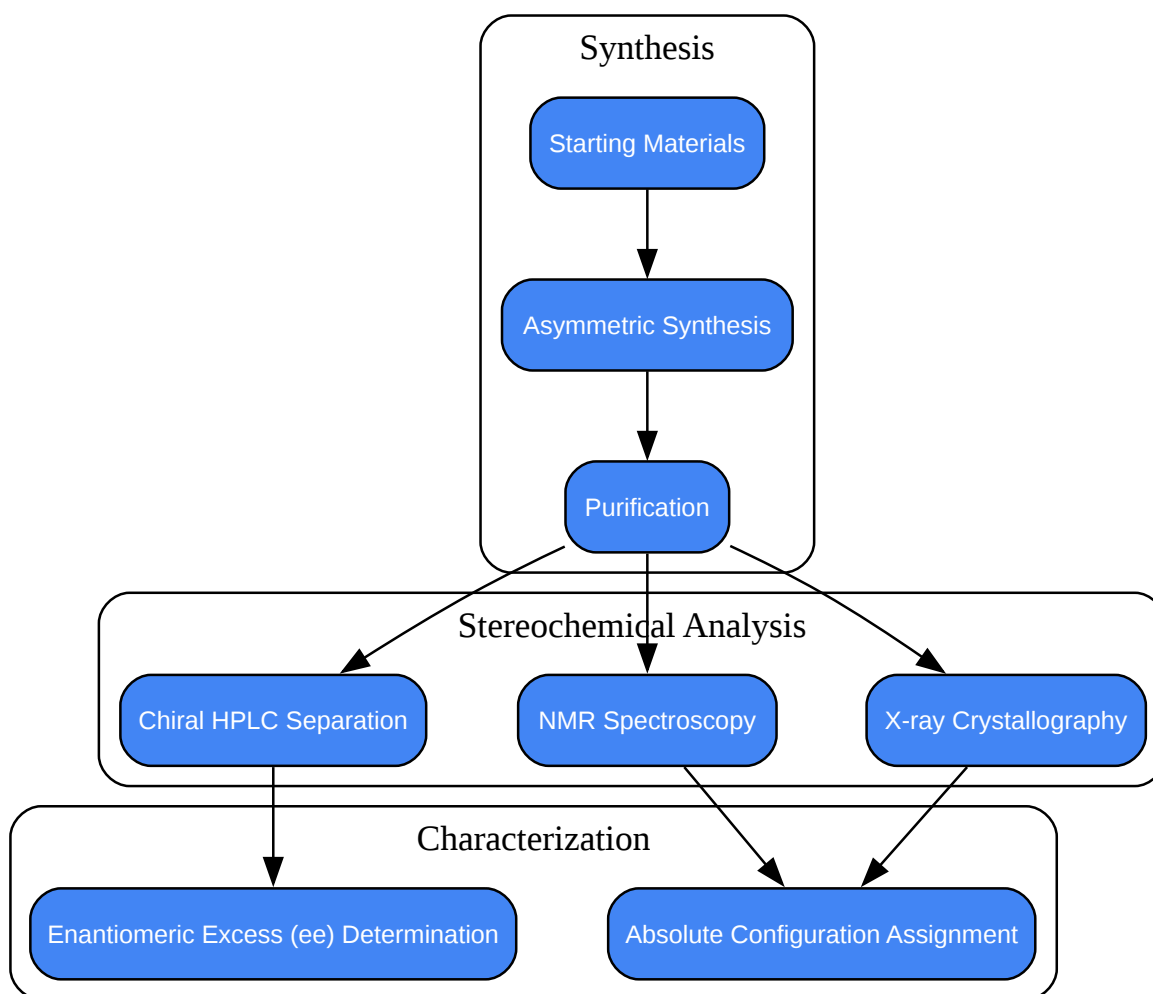 Synthesis
Starting Materials
Asymmetric Synthesis
Purification
Stereochemical Analysis
Chiral HPLC Separation
NMR Spectroscopy
X-ray Crystallography
Characterization
Enantiomeric Excess (ee) Determination
Absolute Configuration Assignment